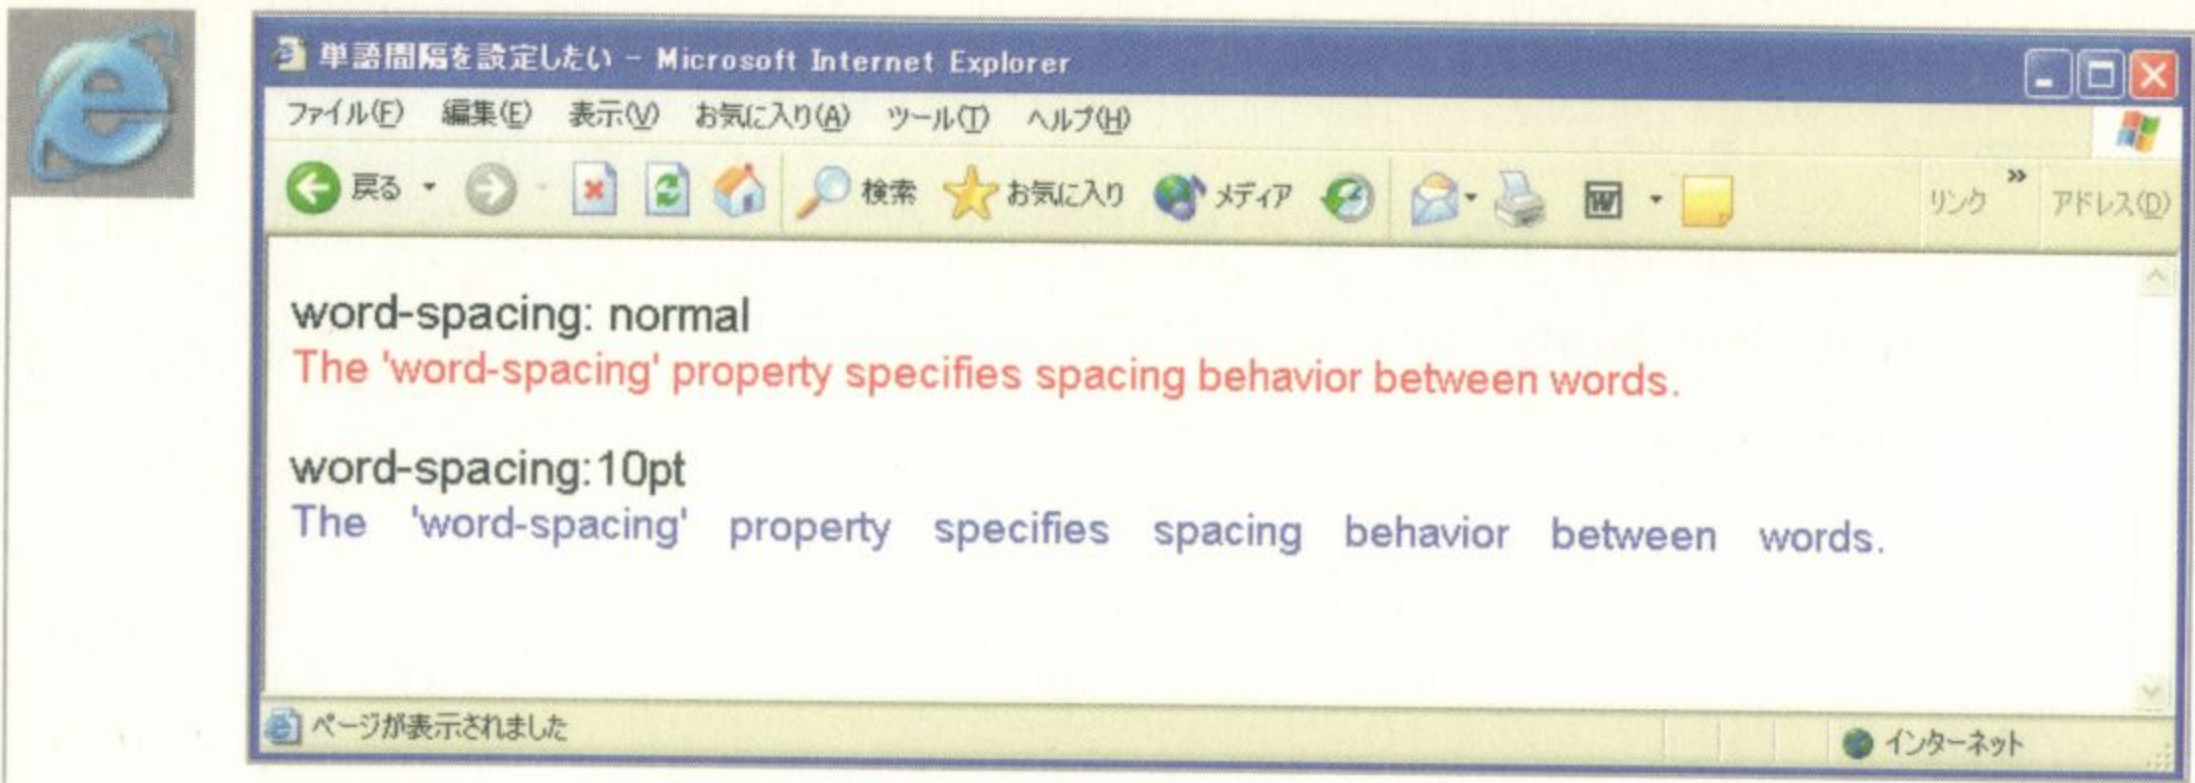 単語間隔を設定したい - Microsoft Internet Explorer
ファイル(F) 編集(E) 表示(V) お気に入り(A) ツール(T) ヘルプ(H)
戻る 検索 お気に入り メディア リンク » アドレス(D)
word-spacing: normal
The 'word-spacing' property specifies spacing behavior between words.
word-spacing:10pt
The 'word-spacing' property specifies spacing behavior between words.
ページが表示されました インターネット